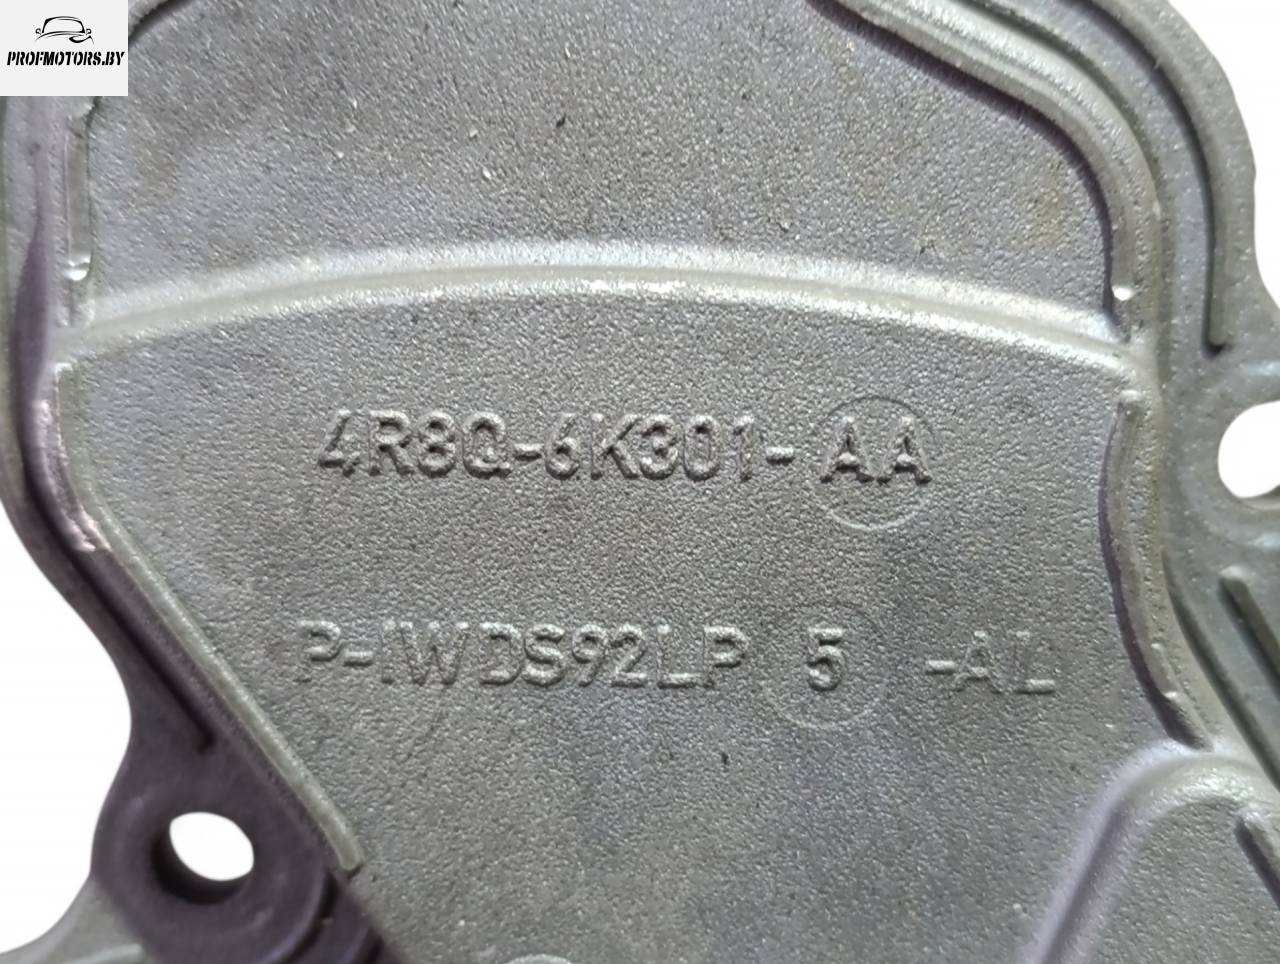 PROFMOTORS.BY
4R8Q-6K301-AA
P-IWDS92LP 5 -AL